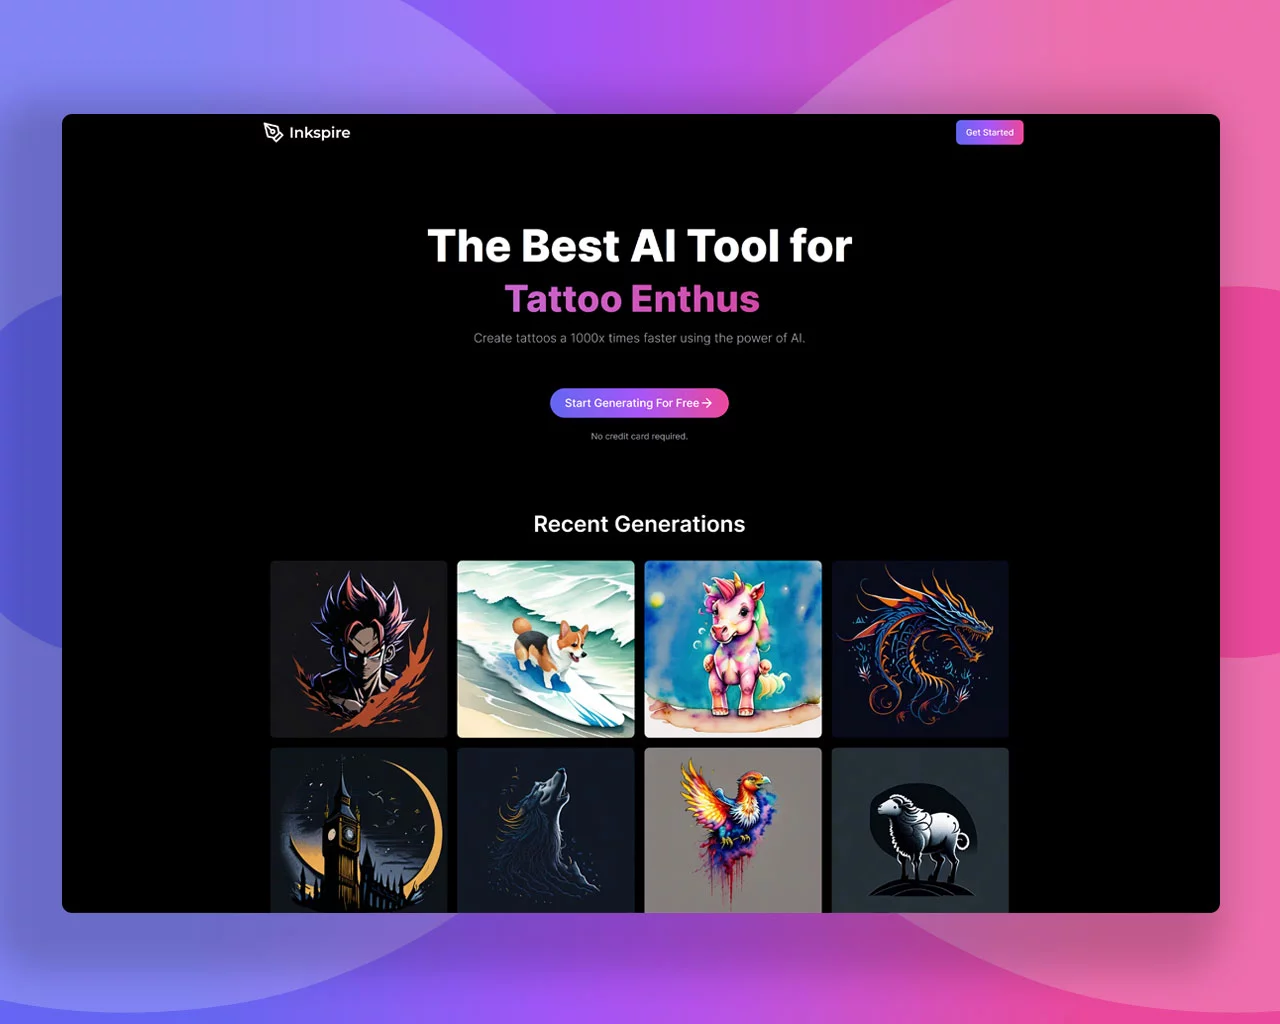 Inkspire
Get Started
The Best AI Tool for
Tattoo Enthus
Create tattoos a 1000x times faster using the power of AI.
Start Generating For Free
No credit card required.
Recent Generations